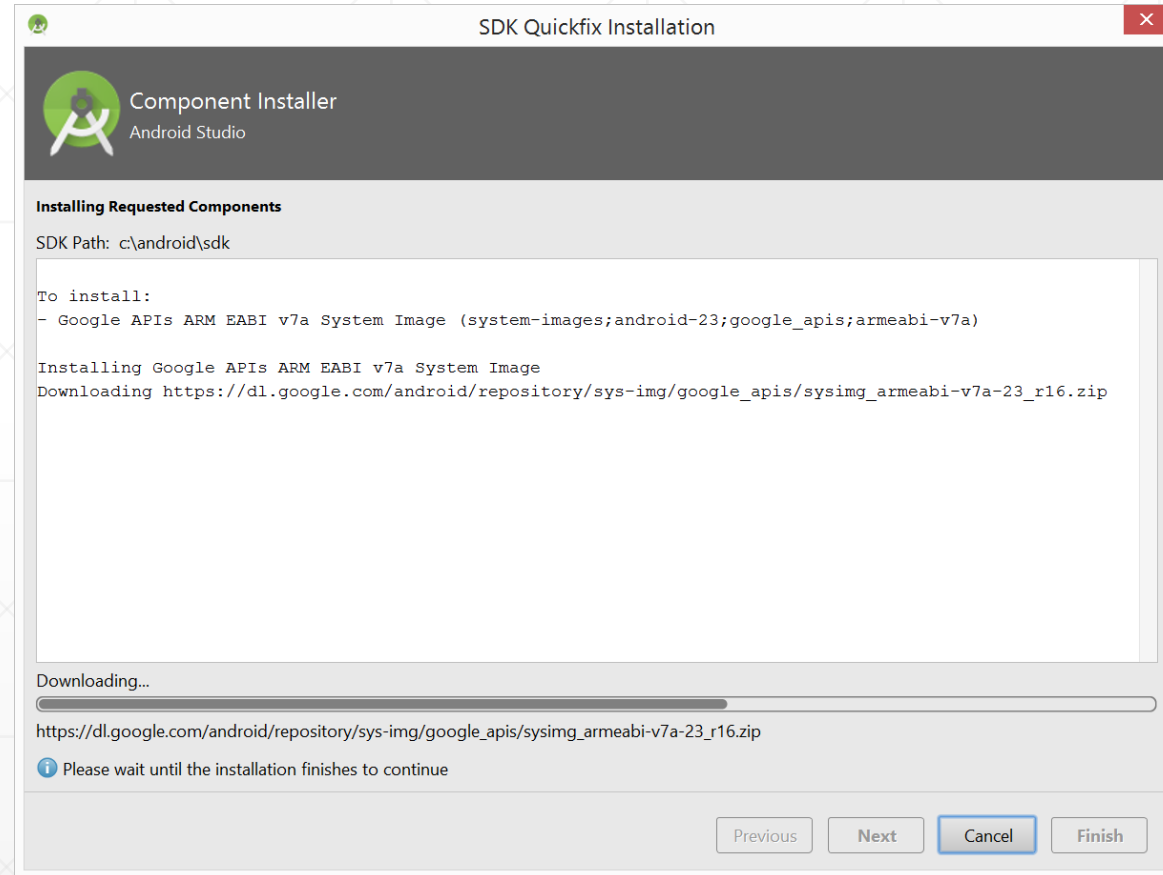 SDK Quickfix Installation
Component Installer
Android Studio
Installing Requested Components
SDK Path: c:\android\sdk
To install:
- Google APIs ARM EABI v7a System Image (system-images;android-23;google_apis;armeabi-v7a)
Installing Google APIs ARM EABI v7a System Image
Downloading https://dl.google.com/android/repository/sys-img/google_apis/sysimg_armeabi-v7a-23_r16.zip
Downloading...
https://dl.google.com/android/repository/sys-img/google_apis/sysimg_armeabi-v7a-23_r16.zip
Please wait until the installation finishes to continue
Previous Next Cancel Finish